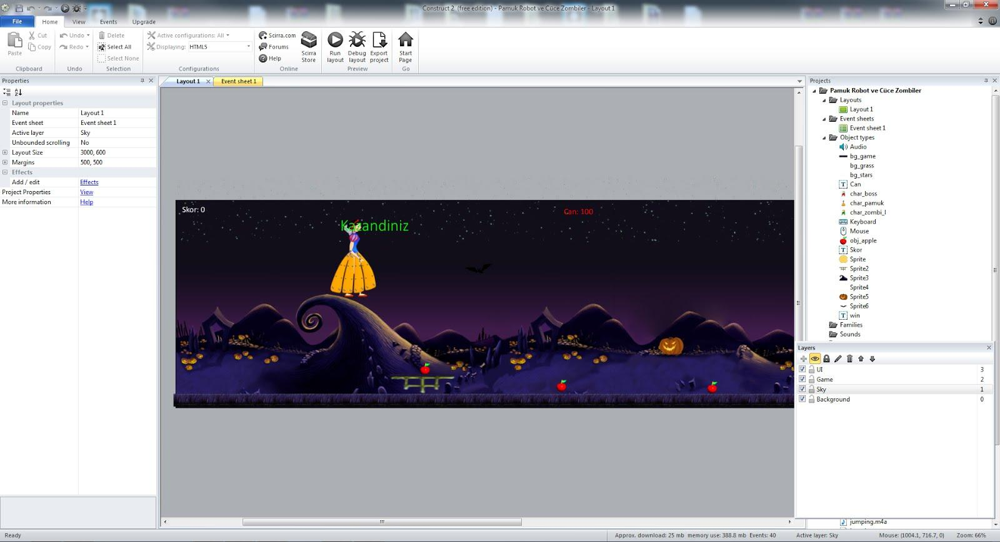 Construct 2 (free edition) - Pamuk Robot ve Cüce Zombiler - Layout 1
File Home View Events Upgrade
Paste
Cut
Copy
Clipboard
Undo
Redo
Undo
Delete
Select All
Select None
Selection
Active configurations: All
Displaying: HTML5
Configurations
Scirra.com
Forums
Help
Scirra Store
Online
Run layout
Debug layout
Export project
Preview
Start Page
Go
Properties
Layout properties
Name Layout 1
Event sheet Event sheet 1
Active layer Sky
Unbounded scrolling No
Layout Size 3000, 600
Margins 500, 500
Effects
Add / edit Effects
Project Properties View
More information Help
Layout 1 Event sheet 1
Skor: 0
Can: 100
Kazandiniz
Projects
Pamuk Robot ve Cüce Zombiler
Layouts
Layout 1
Event sheets
Event sheet 1
Object types
Audio
bg_game
bg_grass
bg_stars
Can
char_boss
char_pamuk
char_zombi_l
Keyboard
Mouse
obj_apple
Skor
Sprite
Sprite2
Sprite3
Sprite4
Sprite5
Sprite6
win
Families
Sounds
Layers
UI 3
Game 2
Sky 1
Background 0
jumping.m4a
Ready
Approx. download: 25 mb memory use: 388.8 mb Events: 40 Active layer: Sky Mouse: (1004.1, 716.7, 0) Zoom: 66%